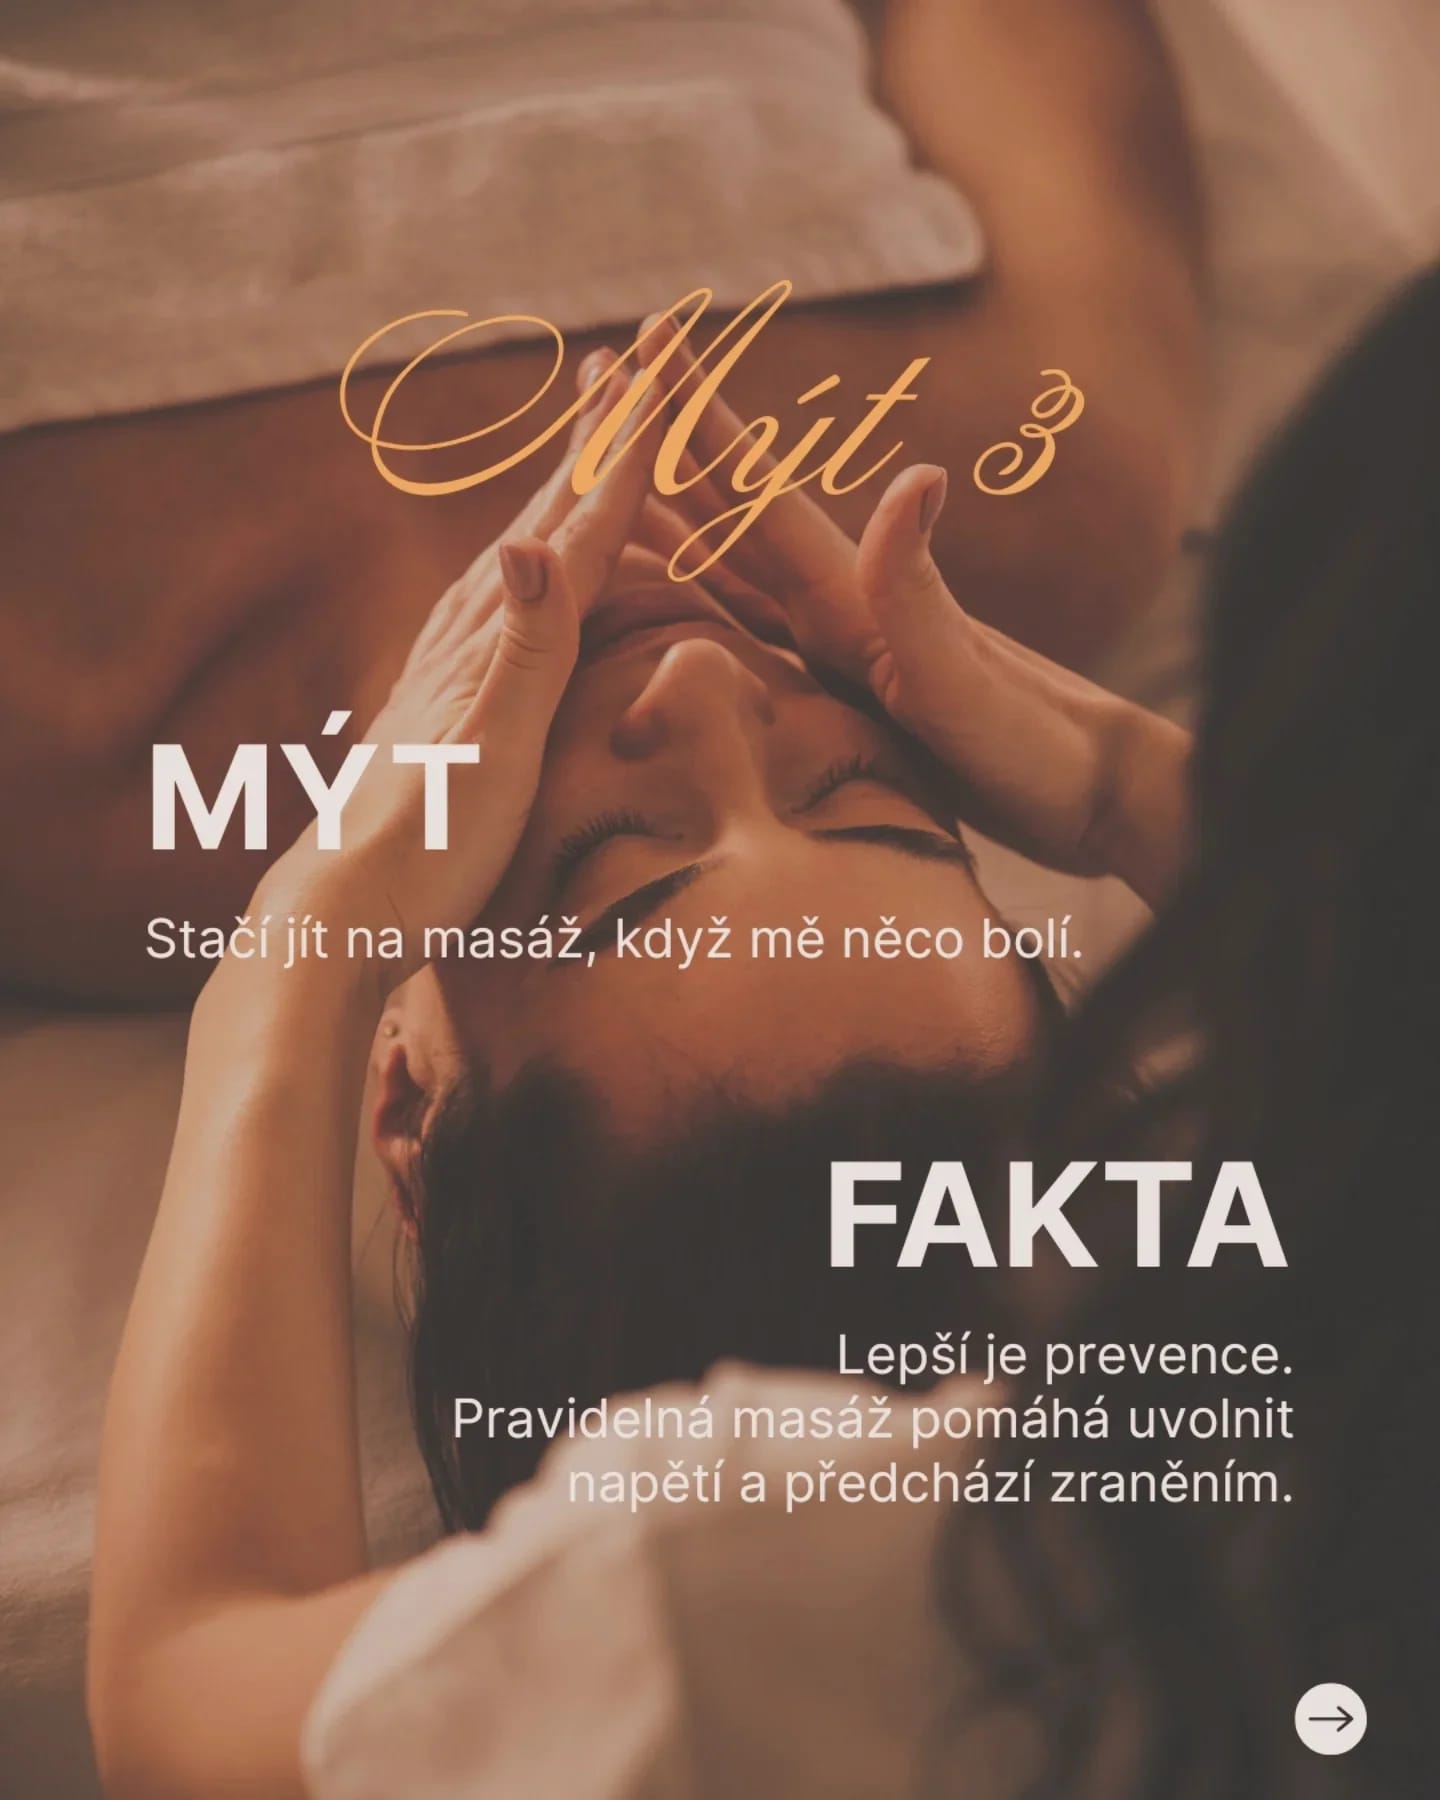 Mýt 3
MÝT
Stačí jít na masáž, když mě něco bolí.
FAKTA
Lepší je prevence.
Pravidelná masáž pomáhá uvolnit
napětí a předchází zraněním.